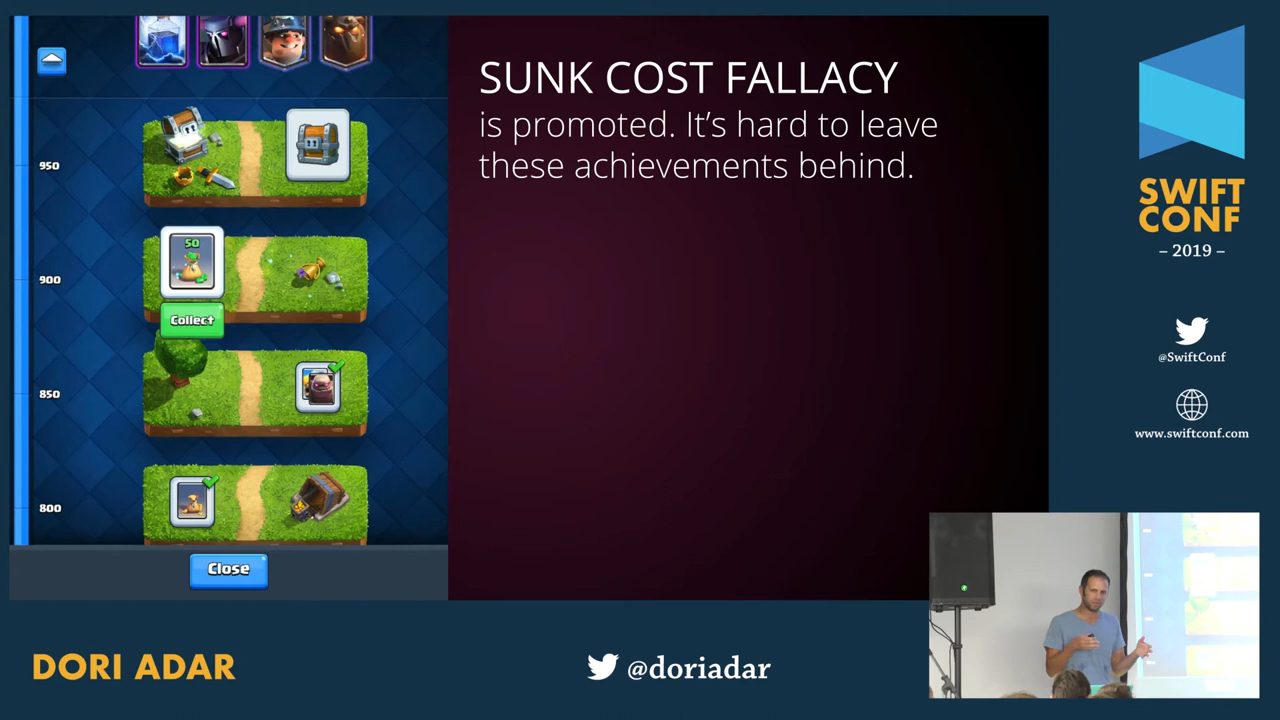 SUNK COST FALLACY
is promoted. It's hard to leave
these achievements behind.
950
900
50
Collect
850
800
Close
SWIFT
CONF
– 2019 –
@SwiftConf
www.swiftconf.com
DORI ADAR
@doriadar